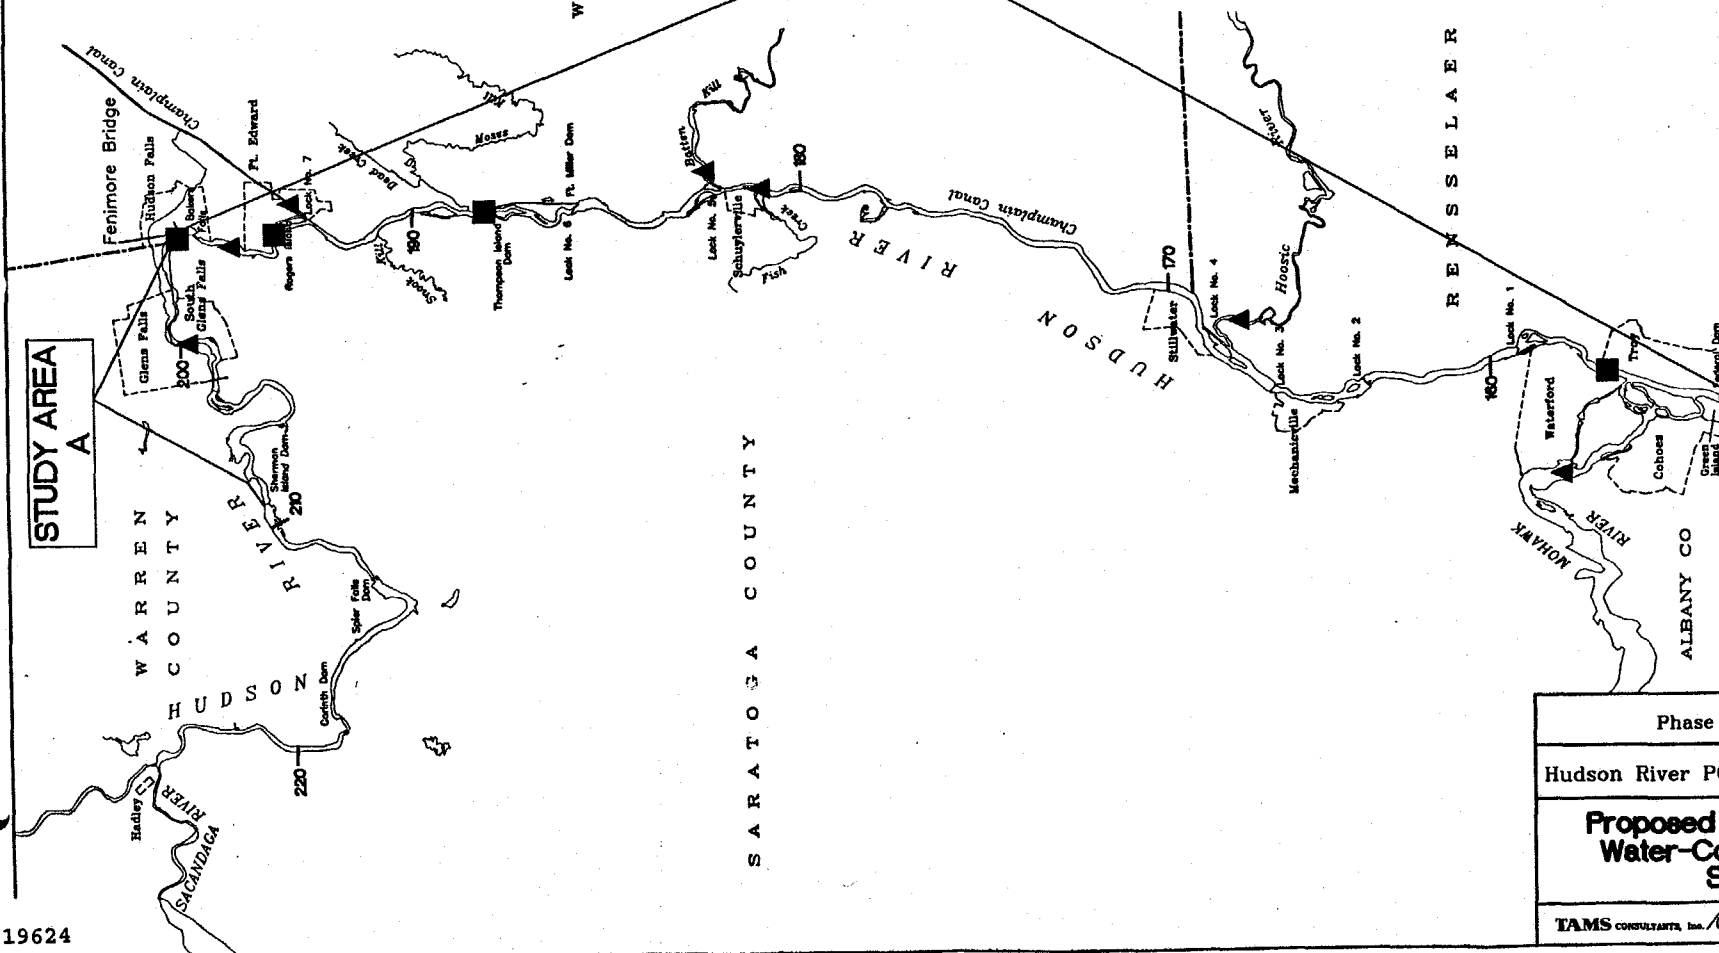 W
Champlain Canal
Fenimore Bridge
Hudson Falls
Baker
Falls
Ft. Edward
Lock No. 7
Rogers Island
Dead Creek
Moses
Kill
Snook
Kill
190
Thompson Island
Dam
Lock No. 6
Ft. Miller Dam
Batten
Kill
Lock No. 5
Schuylerville
Fish
Creek
180
Champlain Canal
HUDSON
RIVER
170
Stillwater
Lock No. 4
Hoosic
River
Lock No. 3
Lock No. 2
Mechanicville
RENSSELAER
Lock No. 1
160
Waterford
Troy
Cohoes
Green
Island
Federal Dam
MOHAWK
RIVER
ALBANY CO
STUDY AREA
A
Glens Falls
South
Glens Falls
200
Sherman
Island Dam
210
WARREN
COUNTY
HUDSON
RIVER
Spier Falls
Dam
Corinth Dam
220
Hadley
SACANDAGA
RIVER
SARATOGA COUNTY
Phase
Hudson River
Proposed
TAMS CONSULTANTS, Inc.
19624